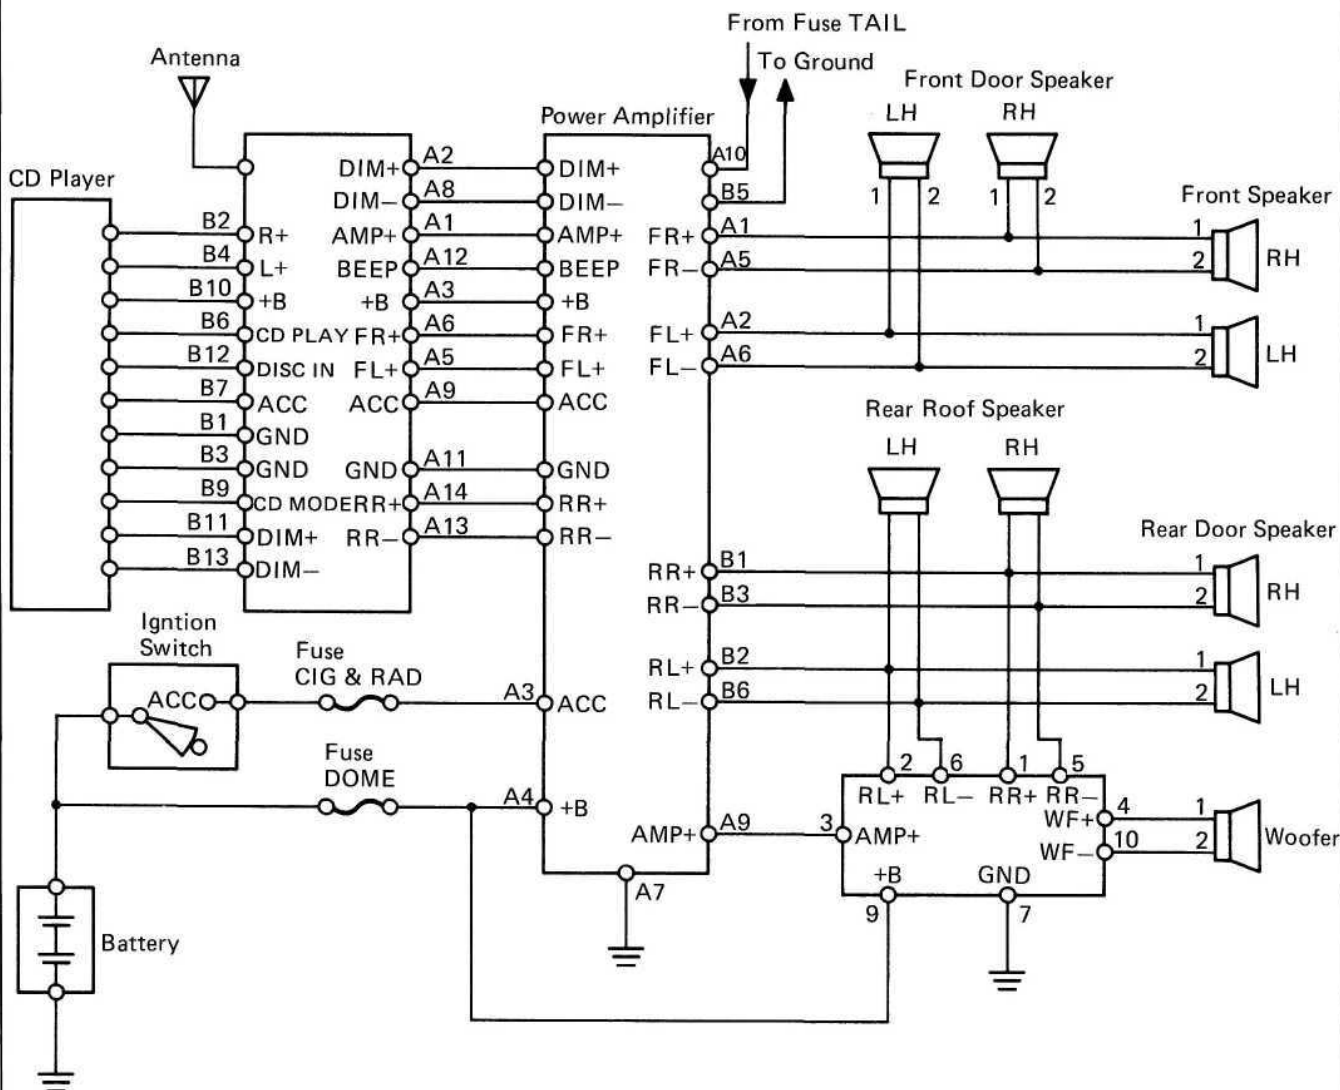 From Fuse TAIL
To Ground
Antenna
Power Amplifier
Front Door Speaker
LH
RH
1
2
1
2
CD Player
Front Speaker
B2
B4
B10
B6
B12
B7
B1
B3
B9
B11
B13
R+
L+
+B
CD PLAY
DISC IN
ACC
GND
GND
CD MODE
DIM+
DIM−
DIM+
DIM−
AMP+
BEEP
+B
FR+
FL+
ACC
GND
RR+
RR−
A2
A8
A1
A12
A3
A6
A5
A9
A11
A14
A13
DIM+
DIM−
AMP+
BEEP
+B
FR+
FL+
ACC
GND
RR+
RR−
A10
B5
FR+ A1
FR− A5
FL+ A2
FL− A6
1
2
RH
1
2
LH
Rear Roof Speaker
LH
RH
Rear Door Speaker
RR+ B1
RR− B3
RL+ B2
RL− B6
1
2
RH
1
2
LH
Igntion
Switch
ACC
Fuse
CIG & RAD
A3
ACC
Fuse
DOME
A4
+B
AMP+ A9
A7
2
6
1
5
RL+ RL− RR+ RR−
WF+ 4
WF− 10
3
AMP+
+B
GND
9
7
1
2
Woofer
Battery